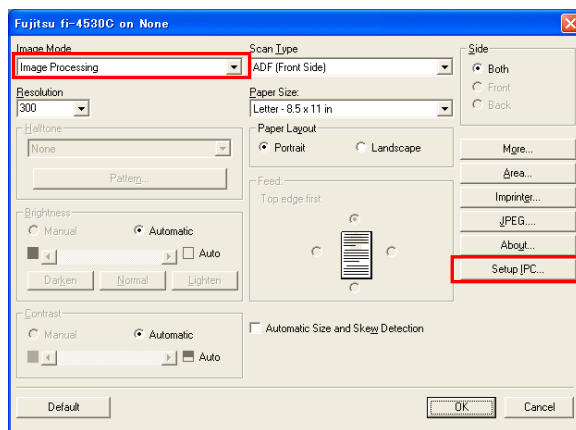 Fujitsu fi-4530C on None
Image Mode
Image Processing
Scan Type
ADF (Front Side)
Side
Both
Front
Back
Resolution
300
Paper Size:
Letter - 8.5 x 11 in
Halftone
None
Pattern...
Paper Layout
Portrait
Landscape
More...
Area...
Imprinter...
JPEG....
About...
Setup IPC...
Feed:
Top edge first
Brightness
Manual
Automatic
Auto
Darken
Normal
Lighten
Contrast
Manual
Automatic
Auto
Automatic Size and Skew Detection
Default
OK
Cancel